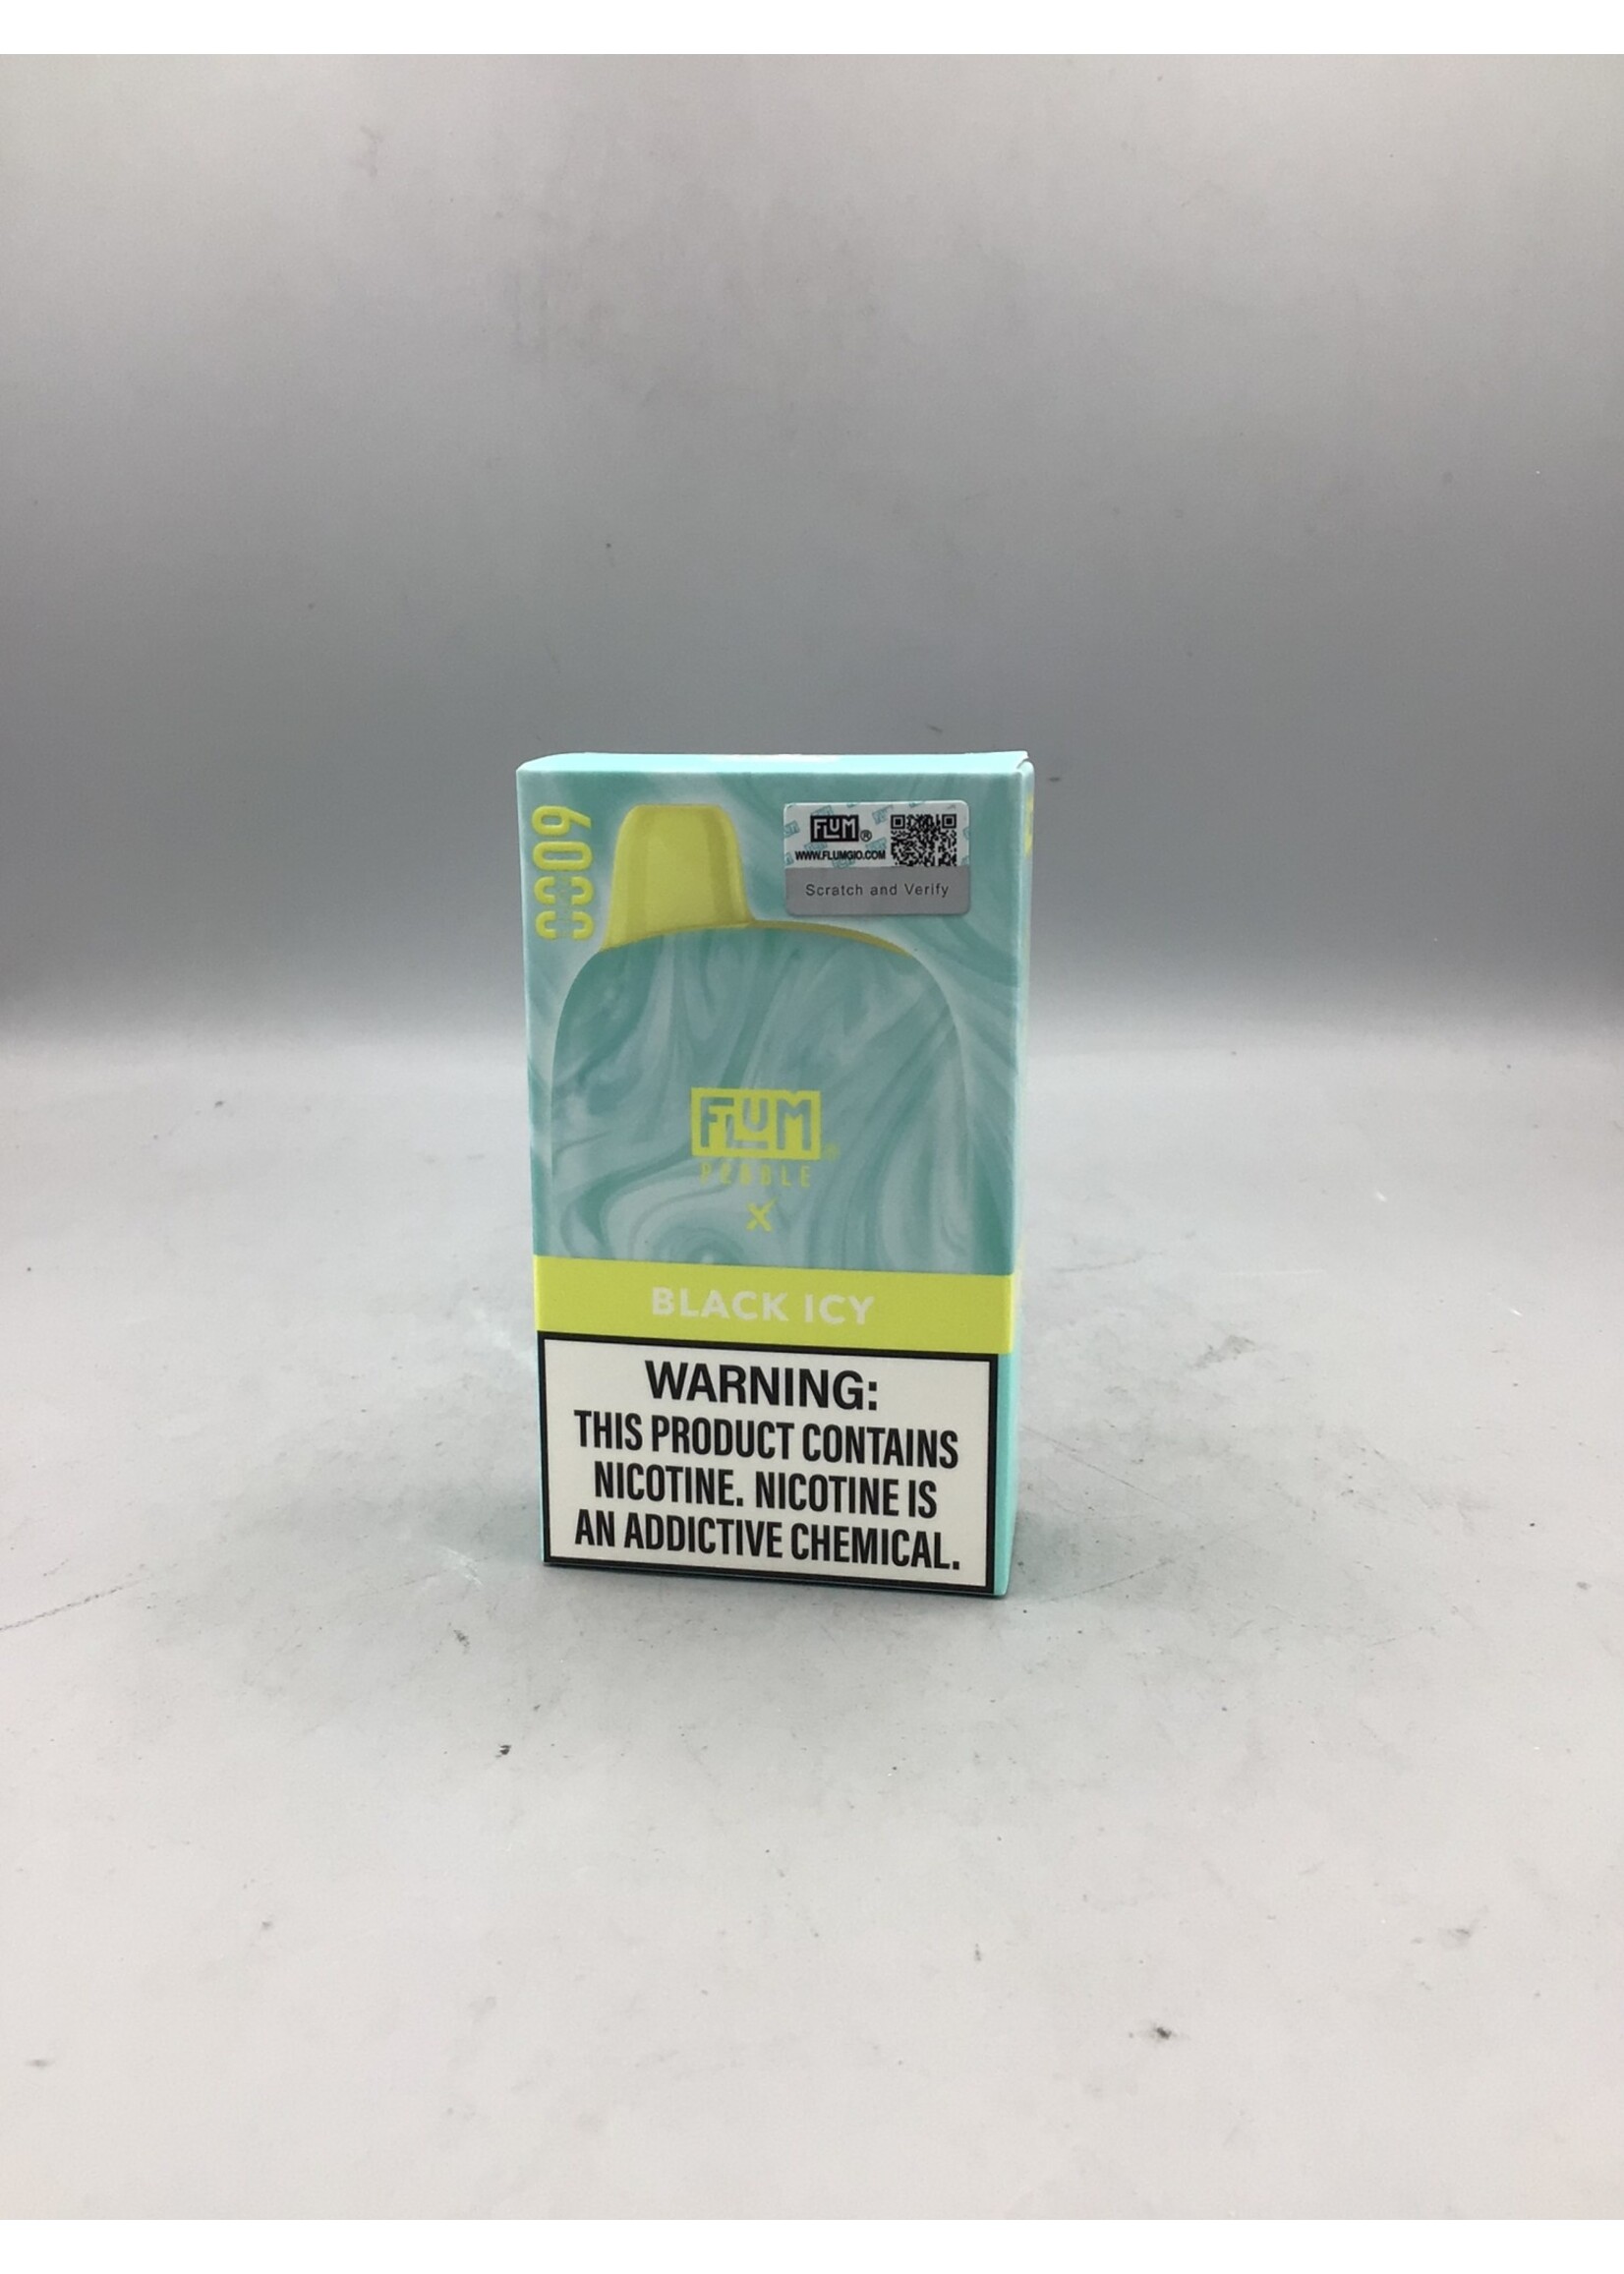 6000
FLUM®
WWW.FLUMGIO.COM
Scratch and Verify
FLUM®
PEBBLE
X
BLACK ICY
WARNING:
THIS PRODUCT CONTAINS
NICOTINE. NICOTINE IS
AN ADDICTIVE CHEMICAL.